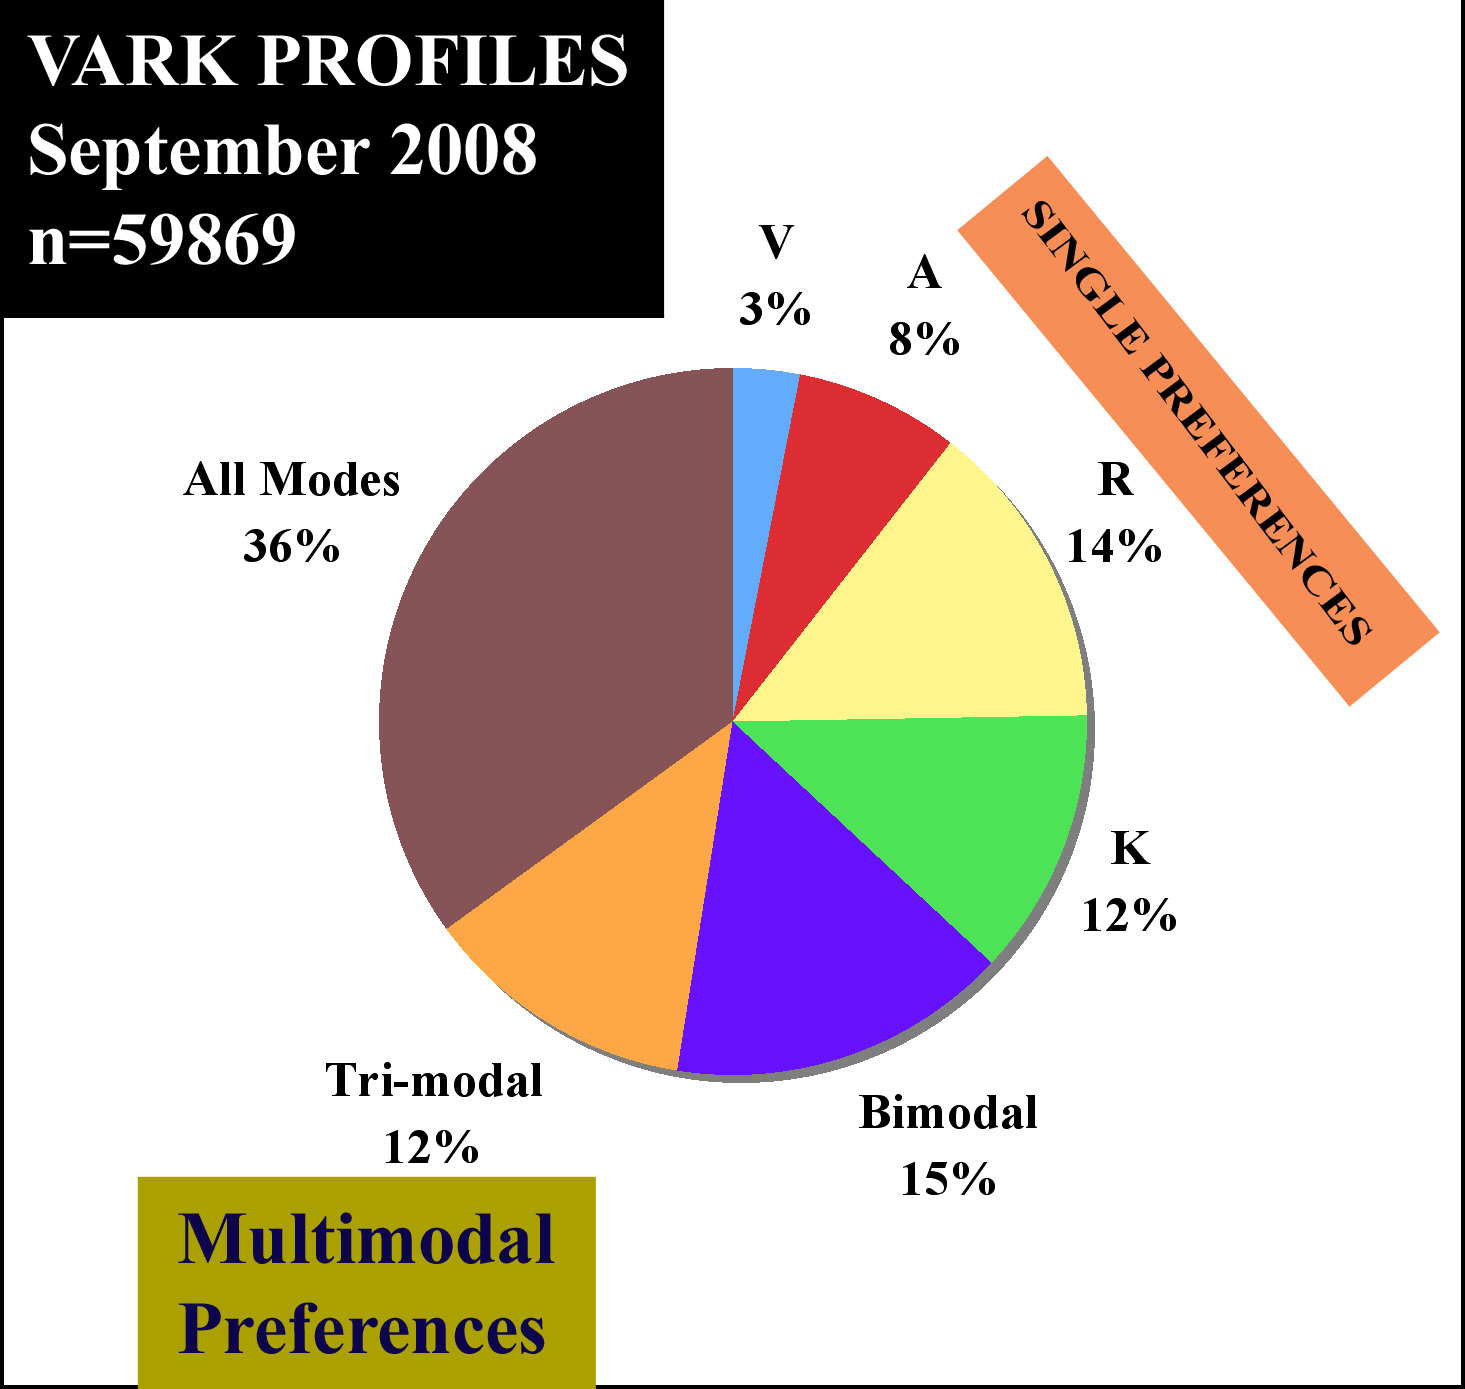 VARK PROFILES
September 2008
n=59869
V
3%
A
8%
SINGLE PREFERENCES
R
14%
All Modes
36%
K
12%
Tri-modal
12%
Bimodal
15%
Multimodal
Preferences